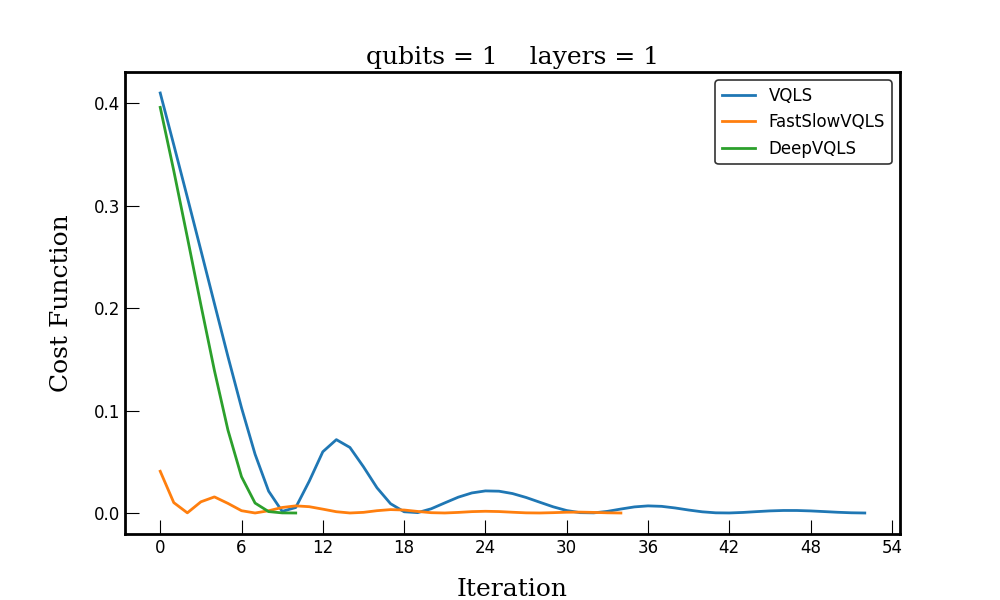 qubits = 1    layers = 1
VQLS
FastSlowVQLS
DeepVQLS
0.4
0.3
0.2
0.1
0.0
Cost Function
0 6 12 18 24 30 36 42 48 54
Iteration